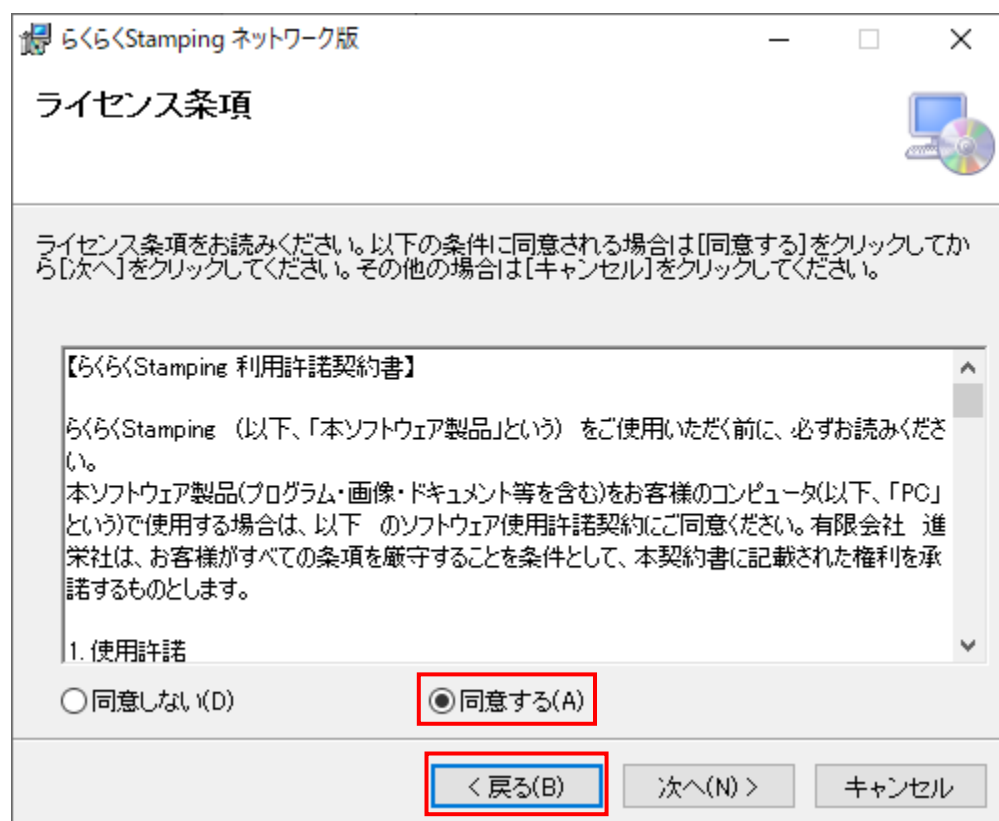 らくらくStamping ネットワーク版
ライセンス条項
ライセンス条項をお読みください。以下の条件に同意される場合は[同意する]をクリックしてか
ら[次へ]をクリックしてください。その他の場合は[キャンセル]をクリックしてください。
【らくらくStamping 利用許諾契約書】
らくらくStamping （以下、「本ソフトウェア製品」という） をご使用いただく前に、必ずお読みくださ
い。
本ソフトウェア製品(プログラム・画像・ドキュメント等を含む)をお客様のコンピュータ(以下、「PC」
という)で使用する場合は、以下　のソフトウェア使用許諾契約にご同意ください。有限会社　進
栄社は、お客様がすべての条項を厳守することを条件として、本契約書に記載された権利を承
諾するものとします。
1. 使用許諾
同意しない(D)
同意する(A)
< 戻る(B)
次へ(N) >
キャンセル